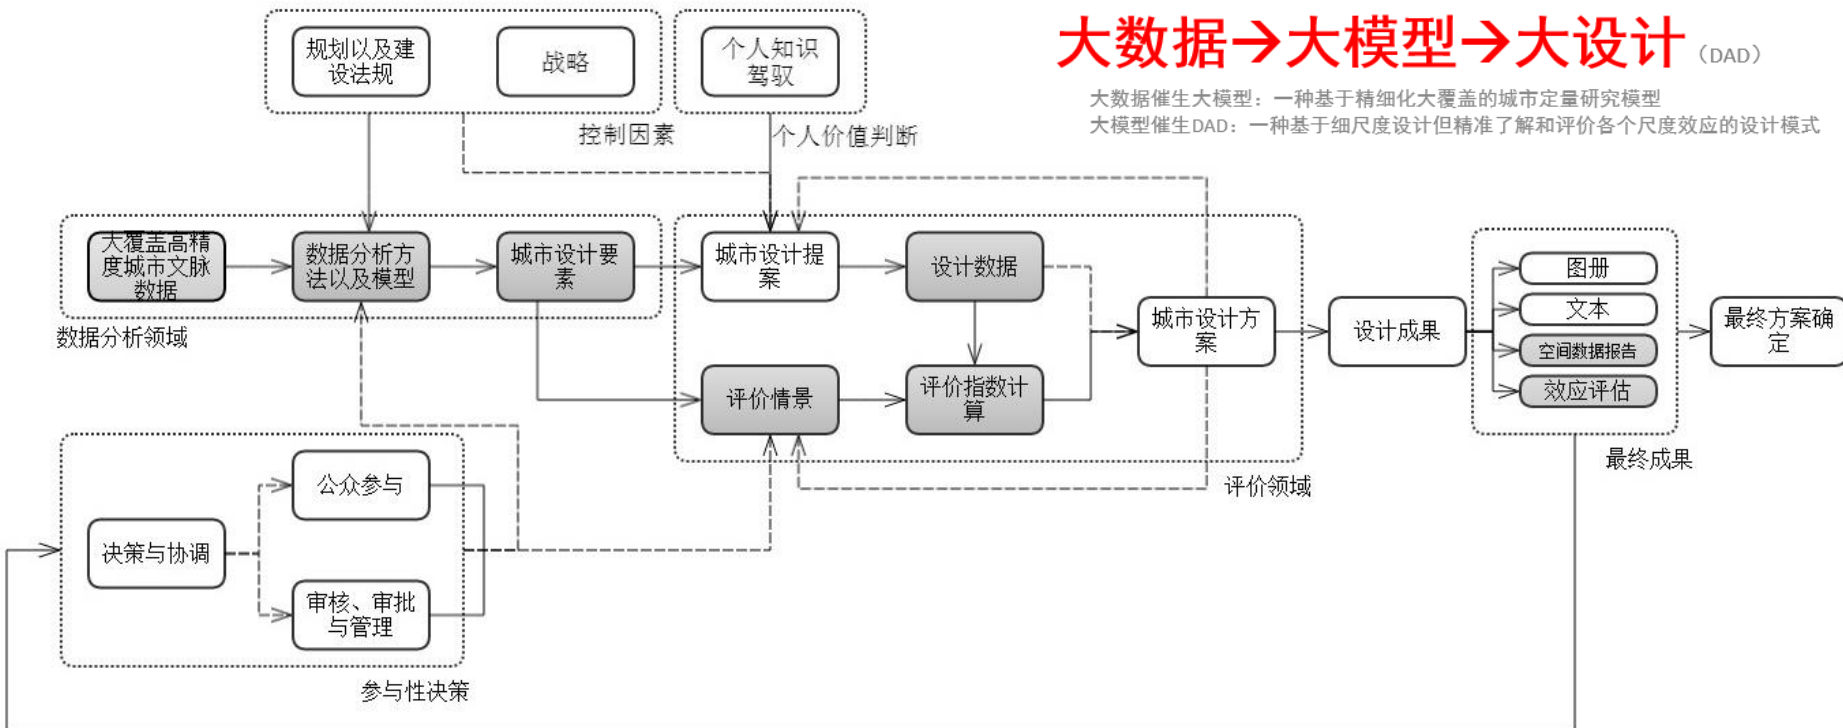 大数据→大模型→大设计（DAD）
大数据催生大模型：一种基于精细化大覆盖的城市定量研究模型
大模型催生DAD：一种基于细尺度设计但精准了解和评价各个尺度效应的设计模式
规划以及建
设法规
战略
个人知识
驾驭
控制因素
个人价值判断
大覆盖高精
度城市文脉
数据
数据分析方
法以及模型
城市设计要
素
数据分析领域
城市设计提
案
设计数据
评价情景
评价指数计
算
城市设计方
案
评价领域
设计成果
图册
文本
空间数据报告
效应评估
最终成果
最终方案确
定
决策与协调
公众参与
审核、审批
与管理
参与性决策